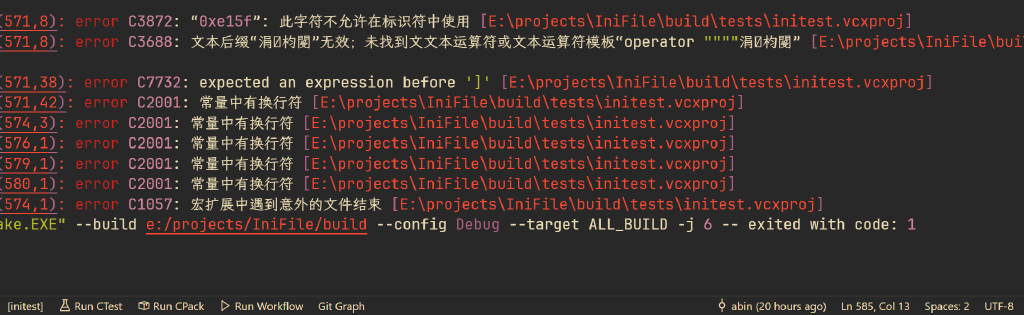 (571,8): error C3872: “0xe15f”: 此字符不允许在标识符中使用 [E:\projects\IniFile\build\tests\initest.vcxproj]
(571,8): error C3688: 文本后缀“涓枃閿”无效；未找到文文本运算符或文本运算符模板“operator """"涓枃閿” [E:\projects\IniFile\bui
(571,38): error C7732: expected an expression before ']' [E:\projects\IniFile\build\tests\initest.vcxproj]
(571,42): error C2001: 常量中有换行符 [E:\projects\IniFile\build\tests\initest.vcxproj]
(574,3): error C2001: 常量中有换行符 [E:\projects\IniFile\build\tests\initest.vcxproj]
(576,1): error C2001: 常量中有换行符 [E:\projects\IniFile\build\tests\initest.vcxproj]
(579,1): error C2001: 常量中有换行符 [E:\projects\IniFile\build\tests\initest.vcxproj]
(580,1): error C2001: 常量中有换行符 [E:\projects\IniFile\build\tests\initest.vcxproj]
(574,1): error C1057: 宏扩展中遇到意外的文件结束 [E:\projects\IniFile\build\tests\initest.vcxproj]
ake.EXE" --build e:/projects/IniFile/build --config Debug --target ALL_BUILD -j 6 -- exited with code: 1
[initest] Run CTest Run CPack Run Workflow Git Graph abin (20 hours ago) Ln 585, Col 13 Spaces: 2 UTF-8